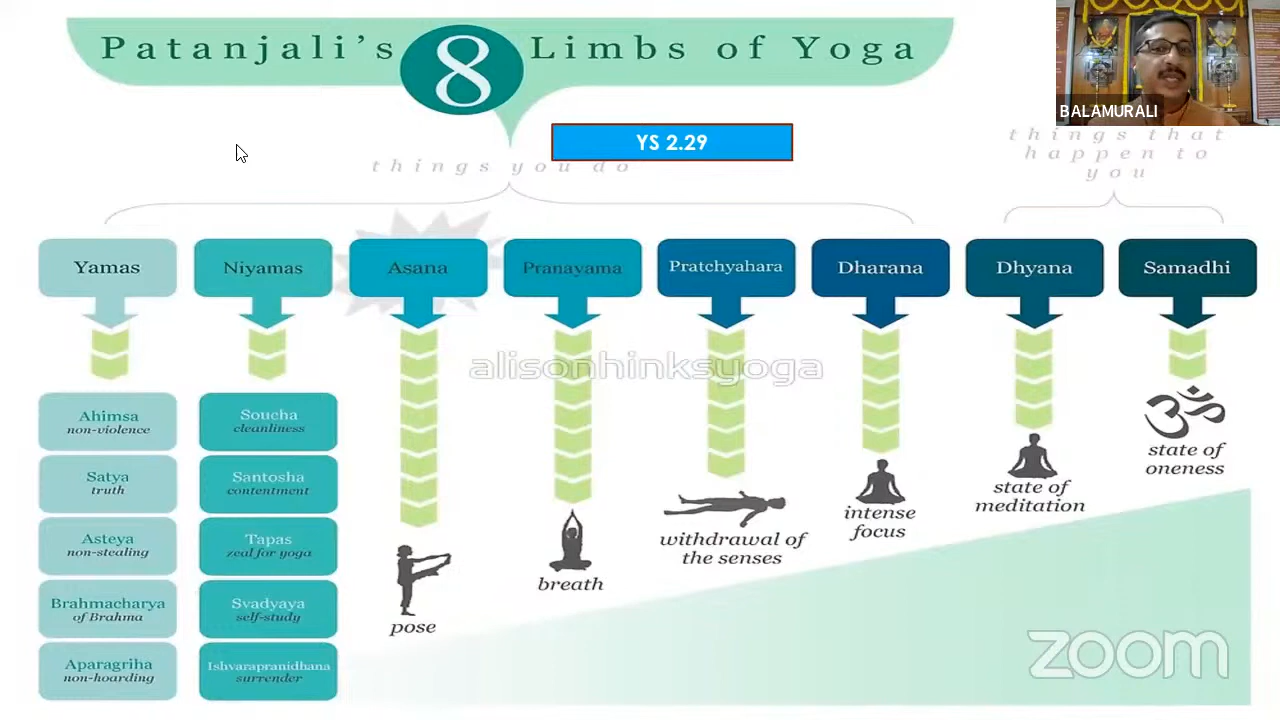 Patanjali's 8 Limbs of Yoga
BALAMURALI
YS 2.29
things you do
things that
happen to
you
Yamas
Niyamas
Asana
Pranayama
Pratchyahara
Dharana
Dhyana
Samadhi
alisonhinksyoga
Ahimsa
non-violence
Satya
truth
Asteya
non-stealing
Brahmacharya
of Brahma
Aparagriha
non-hoarding
Soucha
cleanliness
Santosha
contentment
Tapas
zeal for yoga
Svadyaya
self-study
Ishvarapranidhana
surrender
pose
breath
withdrawal of
the senses
intense
focus
state of
meditation
ॐ
state of
oneness
zoom